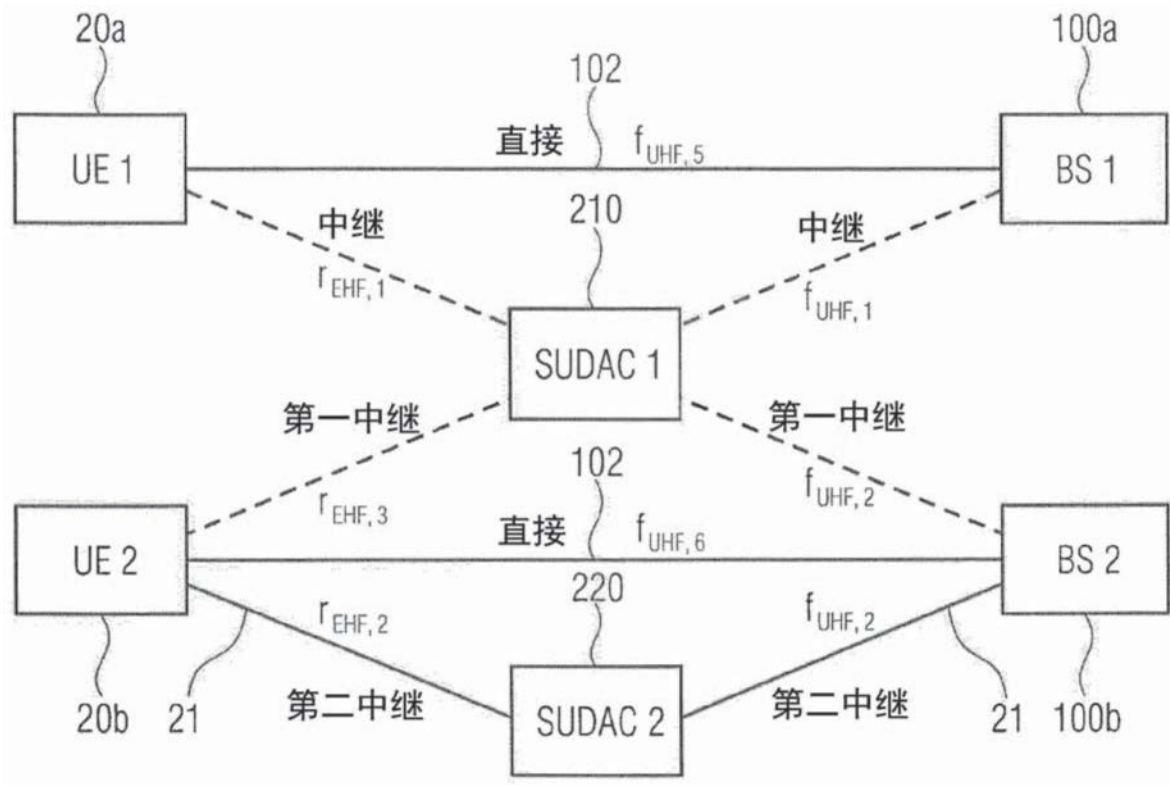 20a
100a
102
UE 1
直接 f_UHF,5
BS 1
210
中继
中继
r_EHF,1
f_UHF,1
SUDAC 1
第一中继
第一中继
102
r_EHF,3
f_UHF,2
UE 2
直接 f_UHF,6
BS 2
220
r_EHF,2
f_UHF,2
第二中继
第二中继
20b
21
SUDAC 2
21
100b